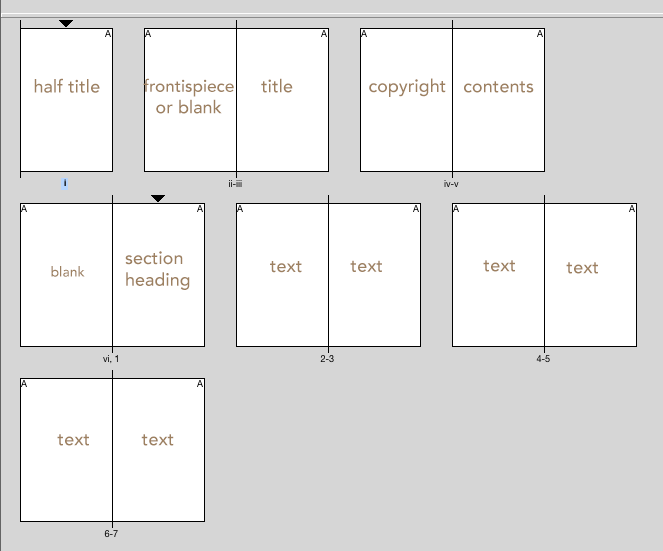 A A A A A
half title
frontispiece
or blank
title
copyright
contents
i
ii-iii
iv-v
A A A A A A
blank
section
heading
text
text
text
text
vi, 1
2-3
4-5
A A
text
text
6-7